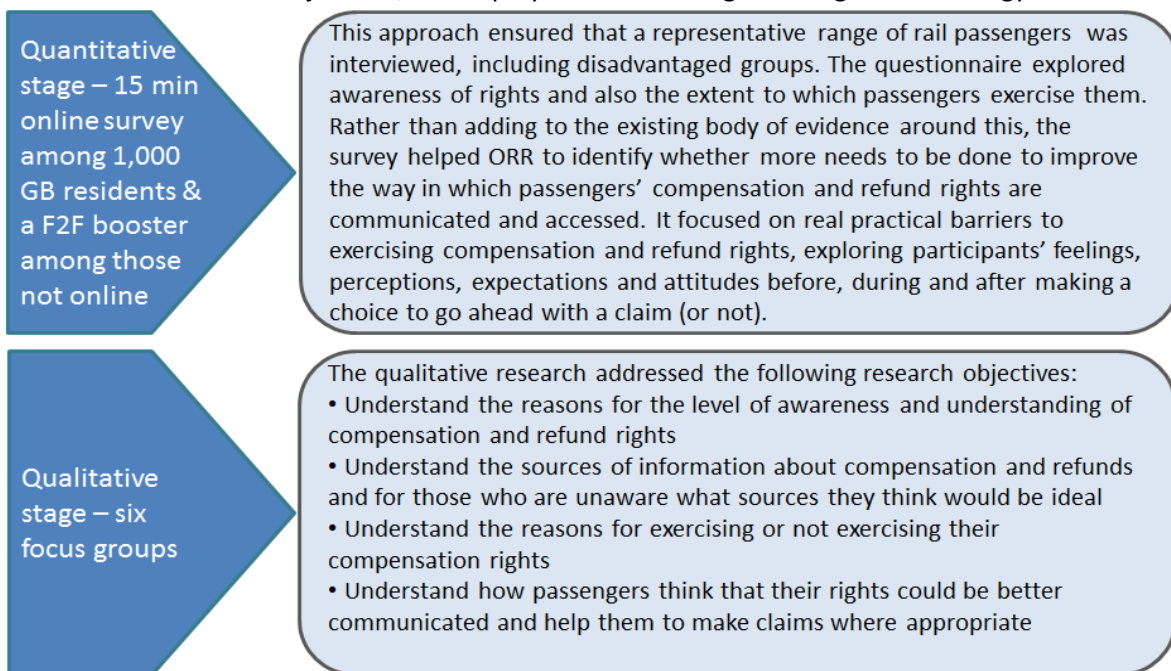 Quantitative
stage – 15 min
online survey
among 1,000
GB residents &
a F2F booster
among those
not online
This approach ensured that a representative range of rail passengers was
interviewed, including disadvantaged groups. The questionnaire explored
awareness of rights and also the extent to which passengers exercise them.
Rather than adding to the existing body of evidence around this, the
survey helped ORR to identify whether more needs to be done to improve
the way in which passengers’ compensation and refund rights are
communicated and accessed. It focused on real practical barriers to
exercising compensation and refund rights, exploring participants’ feelings,
perceptions, expectations and attitudes before, during and after making a
choice to go ahead with a claim (or not).
Qualitative
stage – six
focus groups
The qualitative research addressed the following research objectives:
• Understand the reasons for the level of awareness and understanding of
compensation and refund rights
• Understand the sources of information about compensation and refunds
and for those who are unaware what sources they think would be ideal
• Understand the reasons for exercising or not exercising their
compensation rights
• Understand how passengers think that their rights could be better
communicated and help them to make claims where appropriate